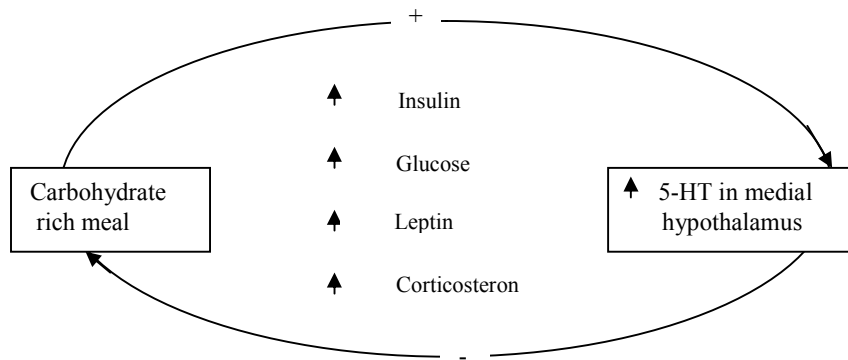 +
Insulin
Glucose
Leptin
Corticosteron
Carbohydrate
rich meal
5-HT in medial
hypothalamus
-